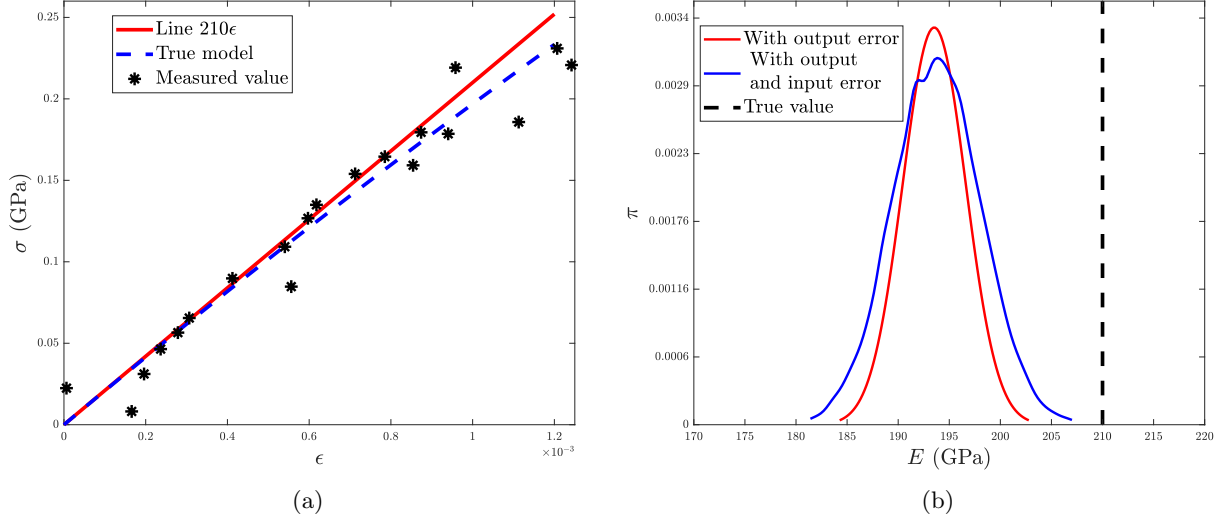 Line 210ϵ
True model
Measured value
0.25
0.2
0.15
0.1
0.05
0
σ (GPa)
0
0.2
0.4
0.6
0.8
1
1.2
×10⁻³
ϵ
(a)
With output error
With output
and input error
True value
0.0034
0.0029
0.0023
0.00176
0.00116
0.0006
0
π
170
175
180
185
190
195
200
205
210
215
220
E (GPa)
(b)